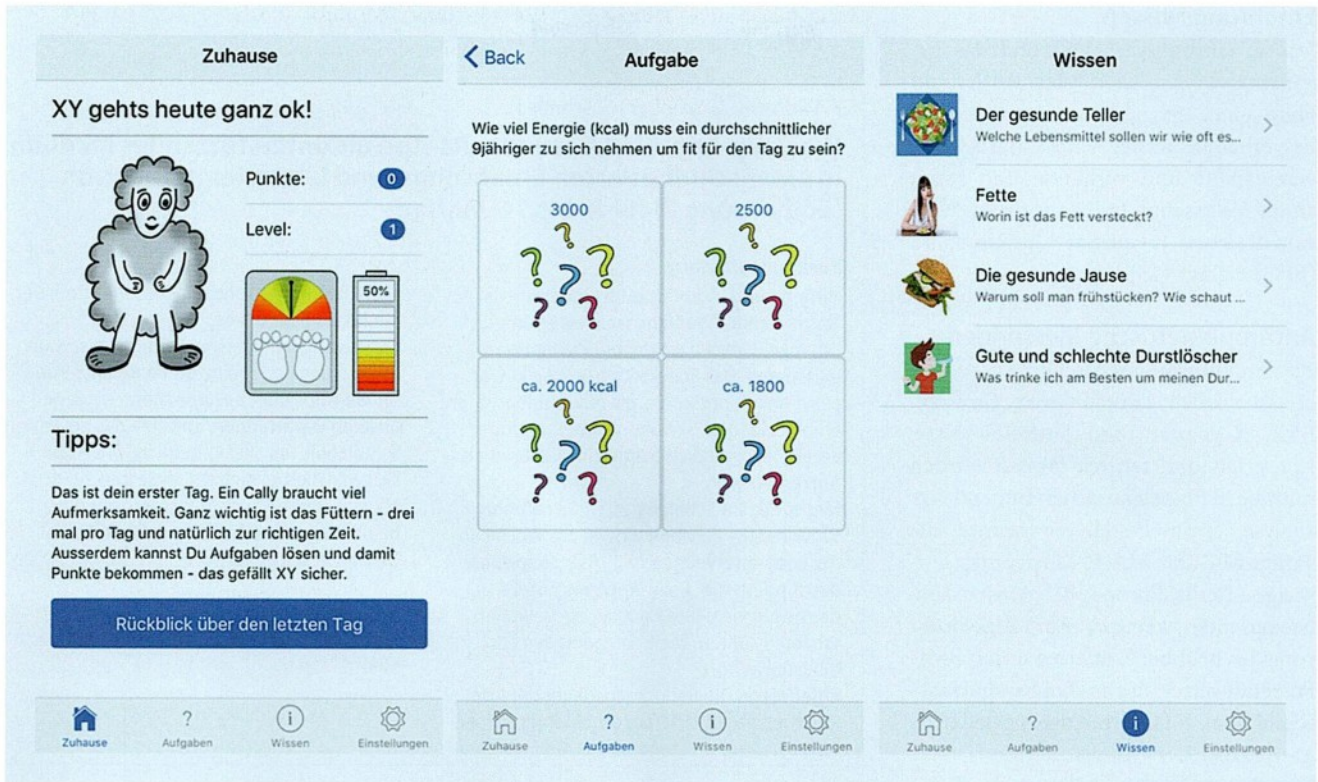 Zuhause
XY gehts heute ganz ok!
Punkte: 0
Level: 1
50%
Tipps:
Das ist dein erster Tag. Ein Cally braucht viel
Aufmerksamkeit. Ganz wichtig ist das Füttern - drei
mal pro Tag und natürlich zur richtigen Zeit.
Ausserdem kannst Du Aufgaben lösen und damit
Punkte bekommen - das gefällt XY sicher.
Rückblick über den letzten Tag
Zuhause
Aufgaben
Wissen
Einstellungen
Back
Aufgabe
Wie viel Energie (kcal) muss ein durchschnittlicher
9jähriger zu sich nehmen um fit für den Tag zu sein?
3000
2500
ca. 2000 kcal
ca. 1800
Zuhause
Aufgaben
Wissen
Einstellungen
Wissen
Der gesunde Teller
Welche Lebensmittel sollen wir wie oft es...
Fette
Worin ist das Fett versteckt?
Die gesunde Jause
Warum soll man frühstücken? Wie schaut ...
Gute und schlechte Durstlöscher
Was trinke ich am Besten um meinen Dur...
Zuhause
Aufgaben
Wissen
Einstellungen